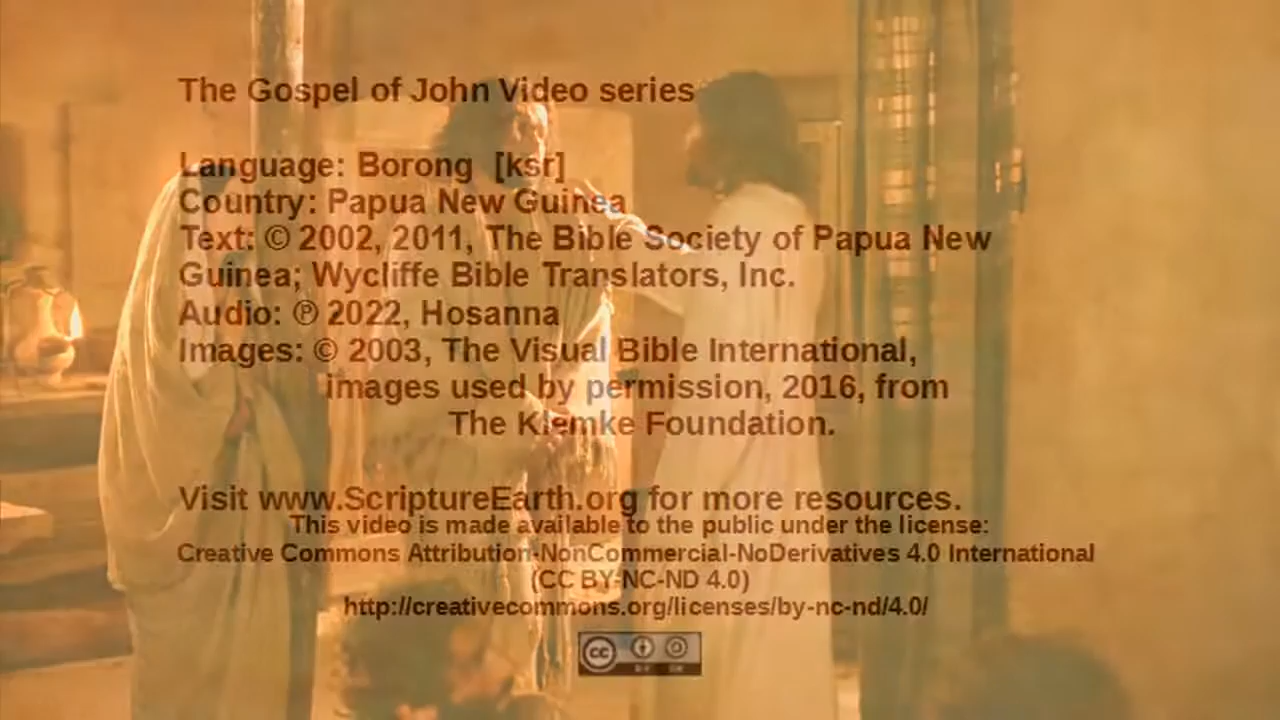 The Gospel of John Video series
Language: Borong [ksr]
Country: Papua New Guinea
Text: © 2002, 2011, The Bible Society of Papua New
Guinea; Wycliffe Bible Translators, Inc.
Audio: ℗ 2022, Hosanna
Images: © 2003, The Visual Bible International,
images used by permission, 2016, from
The Klemke Foundation.
Visit www.ScriptureEarth.org for more resources.
This video is made available to the public under the license:
Creative Commons Attribution-NonCommercial-NoDerivatives 4.0 International
(CC BY-NC-ND 4.0)
http://creativecommons.org/licenses/by-nc-nd/4.0/
cc